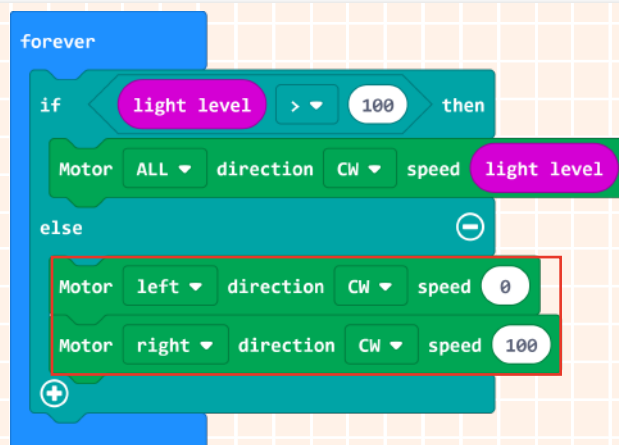 forever
if light level > 100 then
Motor ALL direction CW speed light level
else
Motor left direction CW speed 0
Motor right direction CW speed 100